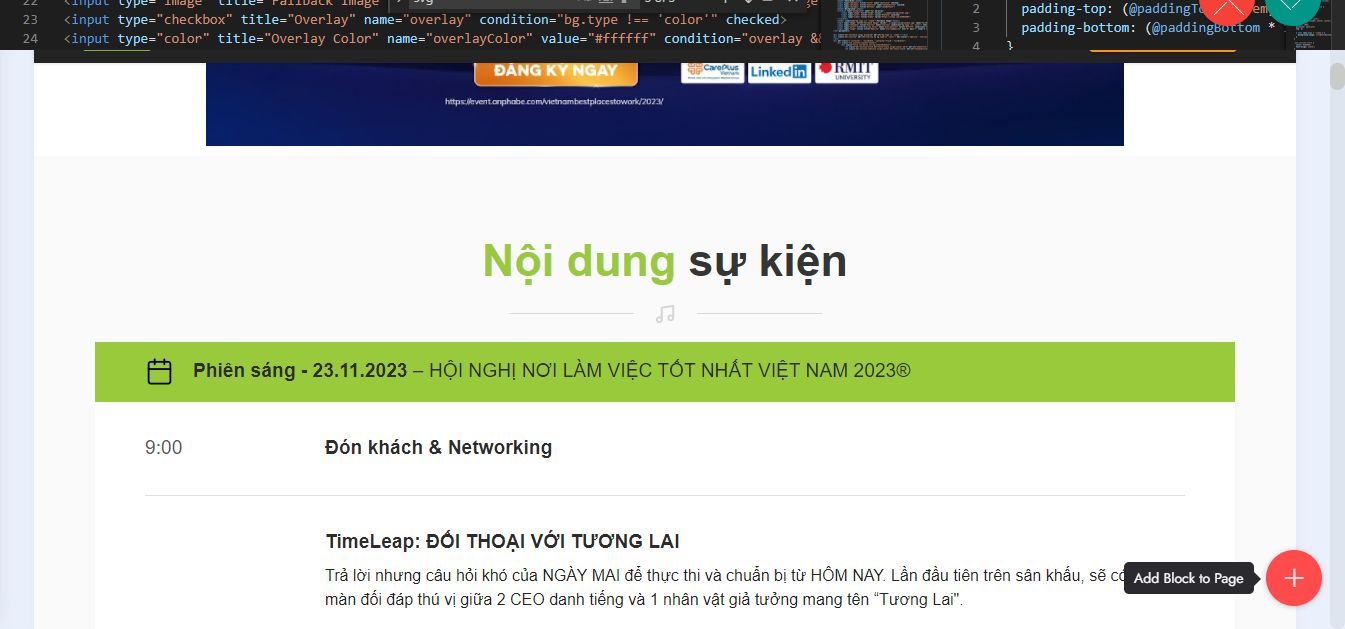 22 <input type="image" title="Fallback Image
23 <input type="checkbox" title="Overlay" name="overlay" condition="bg.type !== 'color'" checked>
24 <input type="color" title="Overlay Color" name="overlayColor" value="#ffffff" condition="overlay &&
2 padding-top: (@paddingTo
3 padding-bottom: (@paddingBottom *
4 }
ĐĂNG KÝ NGAY
CarePlus
Vietnam
LinkedIn
RMIT
UNIVERSITY
https://event.anphabe.com/vietnambestplacestowork/2023/
Nội dung sự kiện
Phiên sáng - 23.11.2023 – HỘI NGHỊ NƠI LÀM VIỆC TỐT NHẤT VIỆT NAM 2023®
9:00 Đón khách & Networking
TimeLeap: ĐỐI THOẠI VỚI TƯƠNG LAI
Trả lời nhưng câu hỏi khó của NGÀY MAI để thực thi và chuẩn bị từ HÔM NAY. Lần đầu tiên trên sân khấu, sẽ có
màn đối đáp thú vị giữa 2 CEO danh tiếng và 1 nhân vật giả tưởng mang tên “Tương Lai".
Add Block to Page